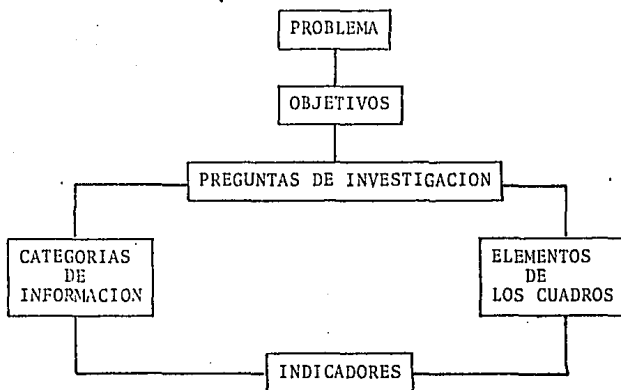 PROBLEMA
OBJETIVOS
PREGUNTAS DE INVESTIGACION
CATEGORIAS
DE
INFORMACION
ELEMENTOS
DE
LOS CUADROS
INDICADORES